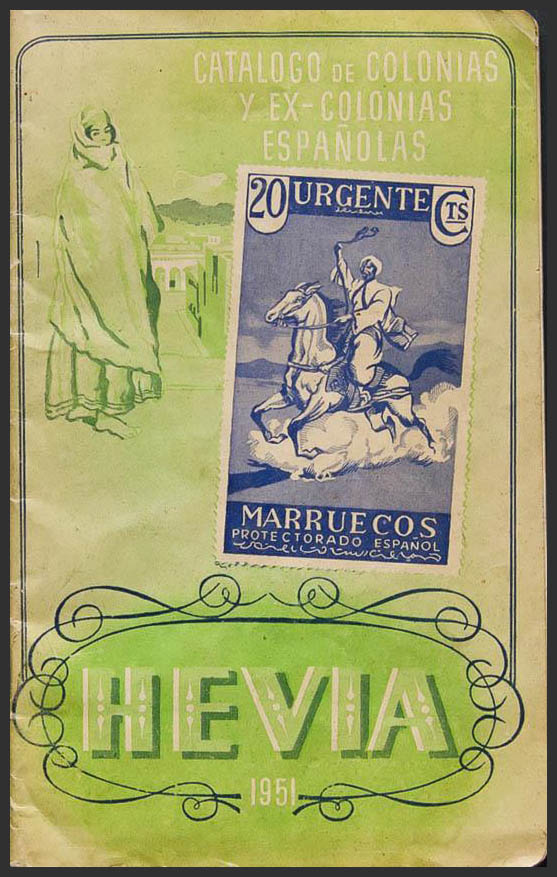 CATALOGO DE COLONIAS
Y EX-COLONIAS
ESPAÑOLAS
20 URGENTE CTS
MARRUECOS
PROTECTORADO ESPAÑOL
HEVIA
1951